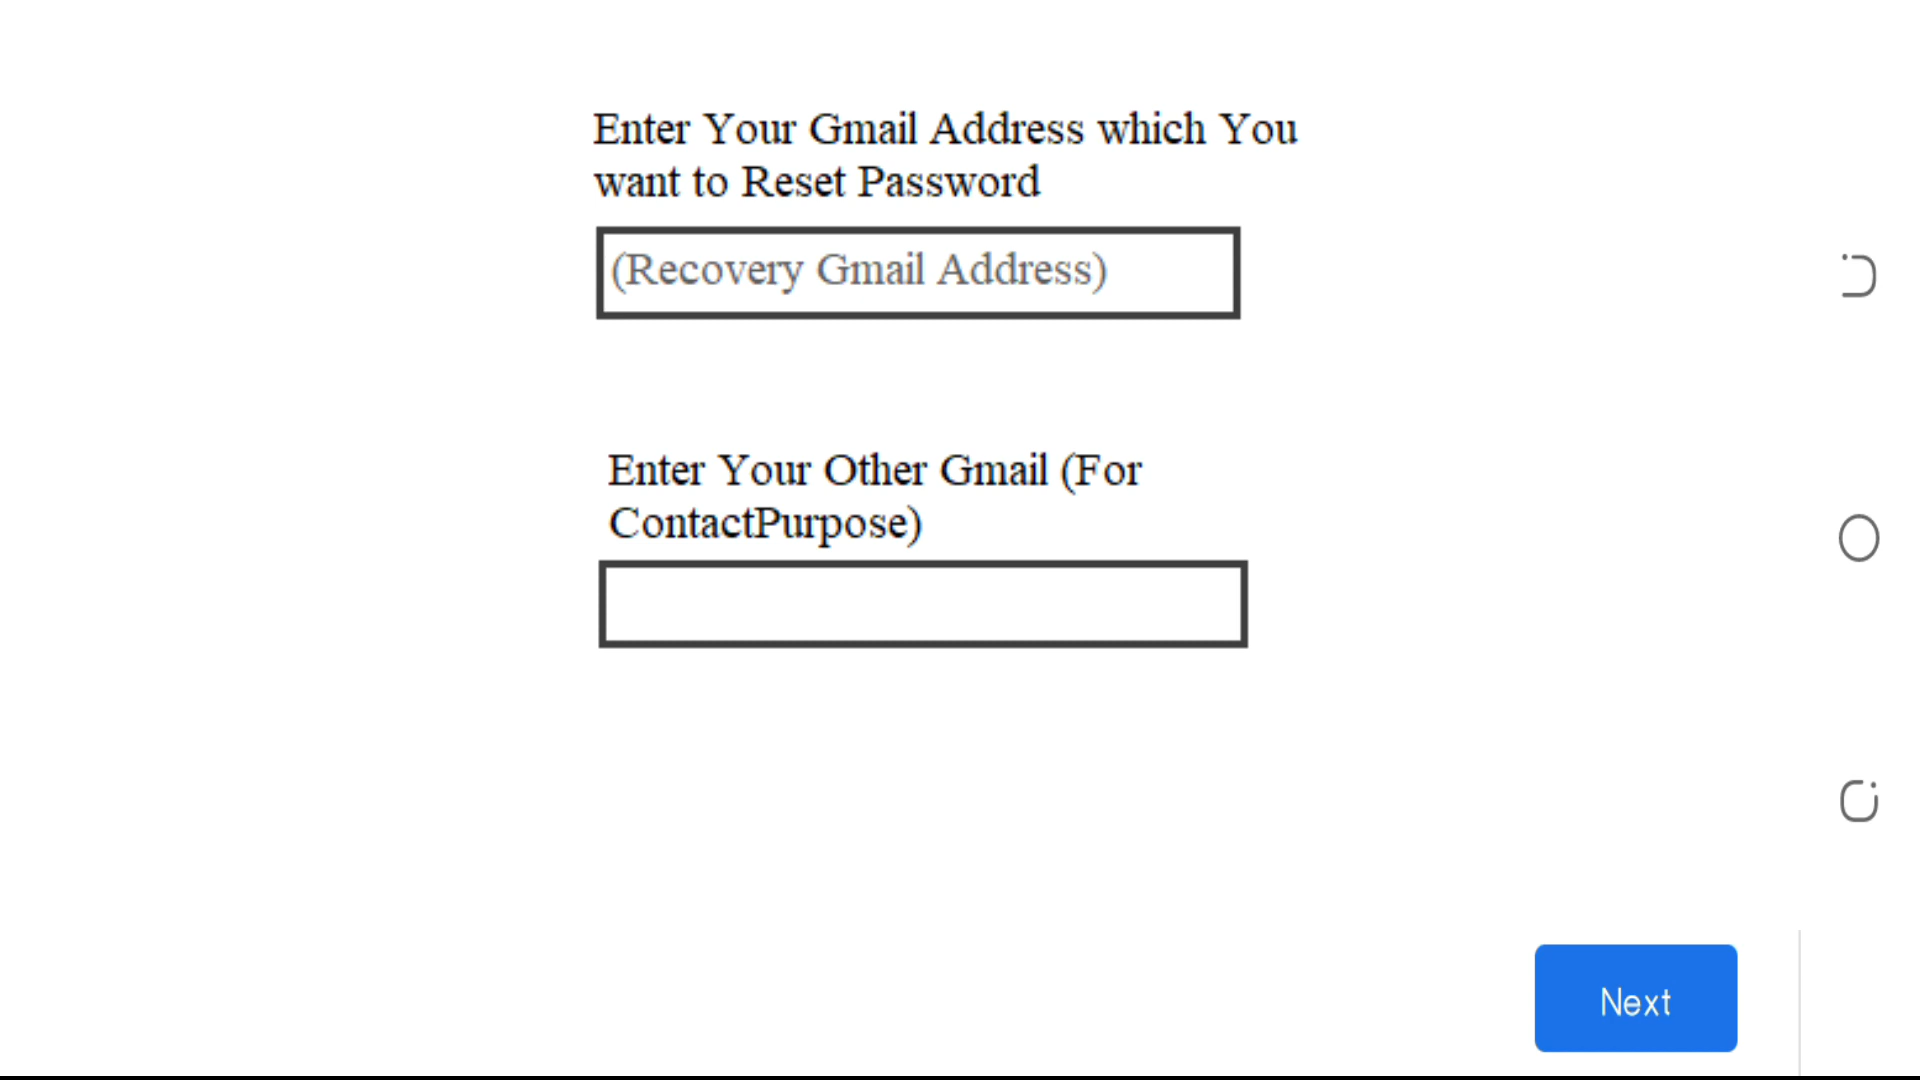 Enter Your Gmail Address which You
want to Reset Password
(Recovery Gmail Address)
Enter Your Other Gmail (For
ContactPurpose)
Next